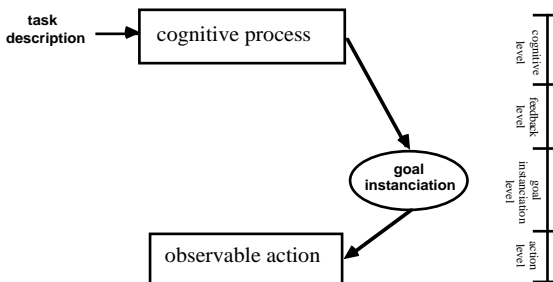 task
description
cognitive process
goal
instanciation
observable action
cognitive
level
feedback
level
goal
instanciation
level
action
level